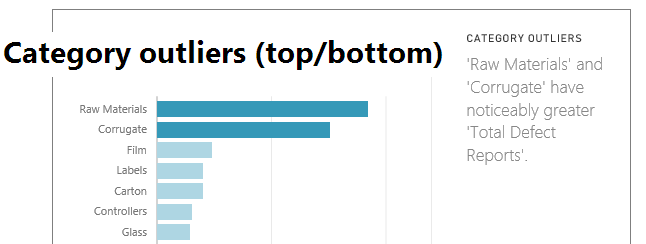 Category outliers (top/bottom)
CATEGORY OUTLIERS
'Raw Materials' and
'Corrugate' have
noticeably greater
'Total Defect
Reports'.
Raw Materials
Corrugate
Film
Labels
Carton
Controllers
Glass